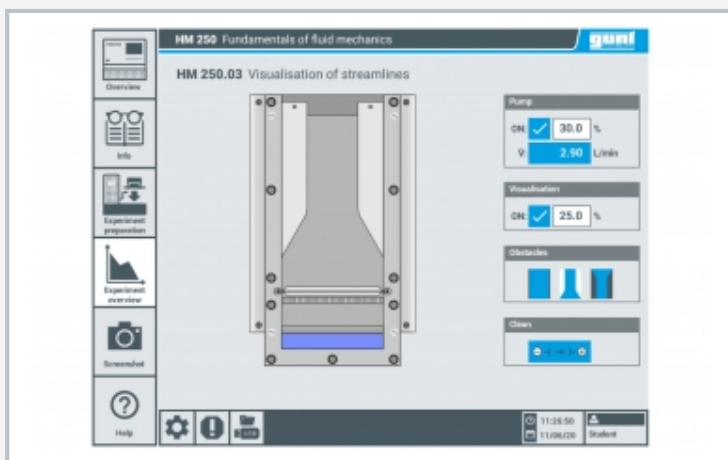 HM 250 Fundamentals of fluid mechanics
gunt
HM 250.03 Visualisation of streamlines
Overview
Info
Experiment
preparation
Experiment
overview
Screenshot
Help
Pump
ON: 30.0 %
V: 2.90 L/min
Visualisation
ON: 25.0 %
Obstacles
Clean
USB
11:26:50
11/06/20
Student